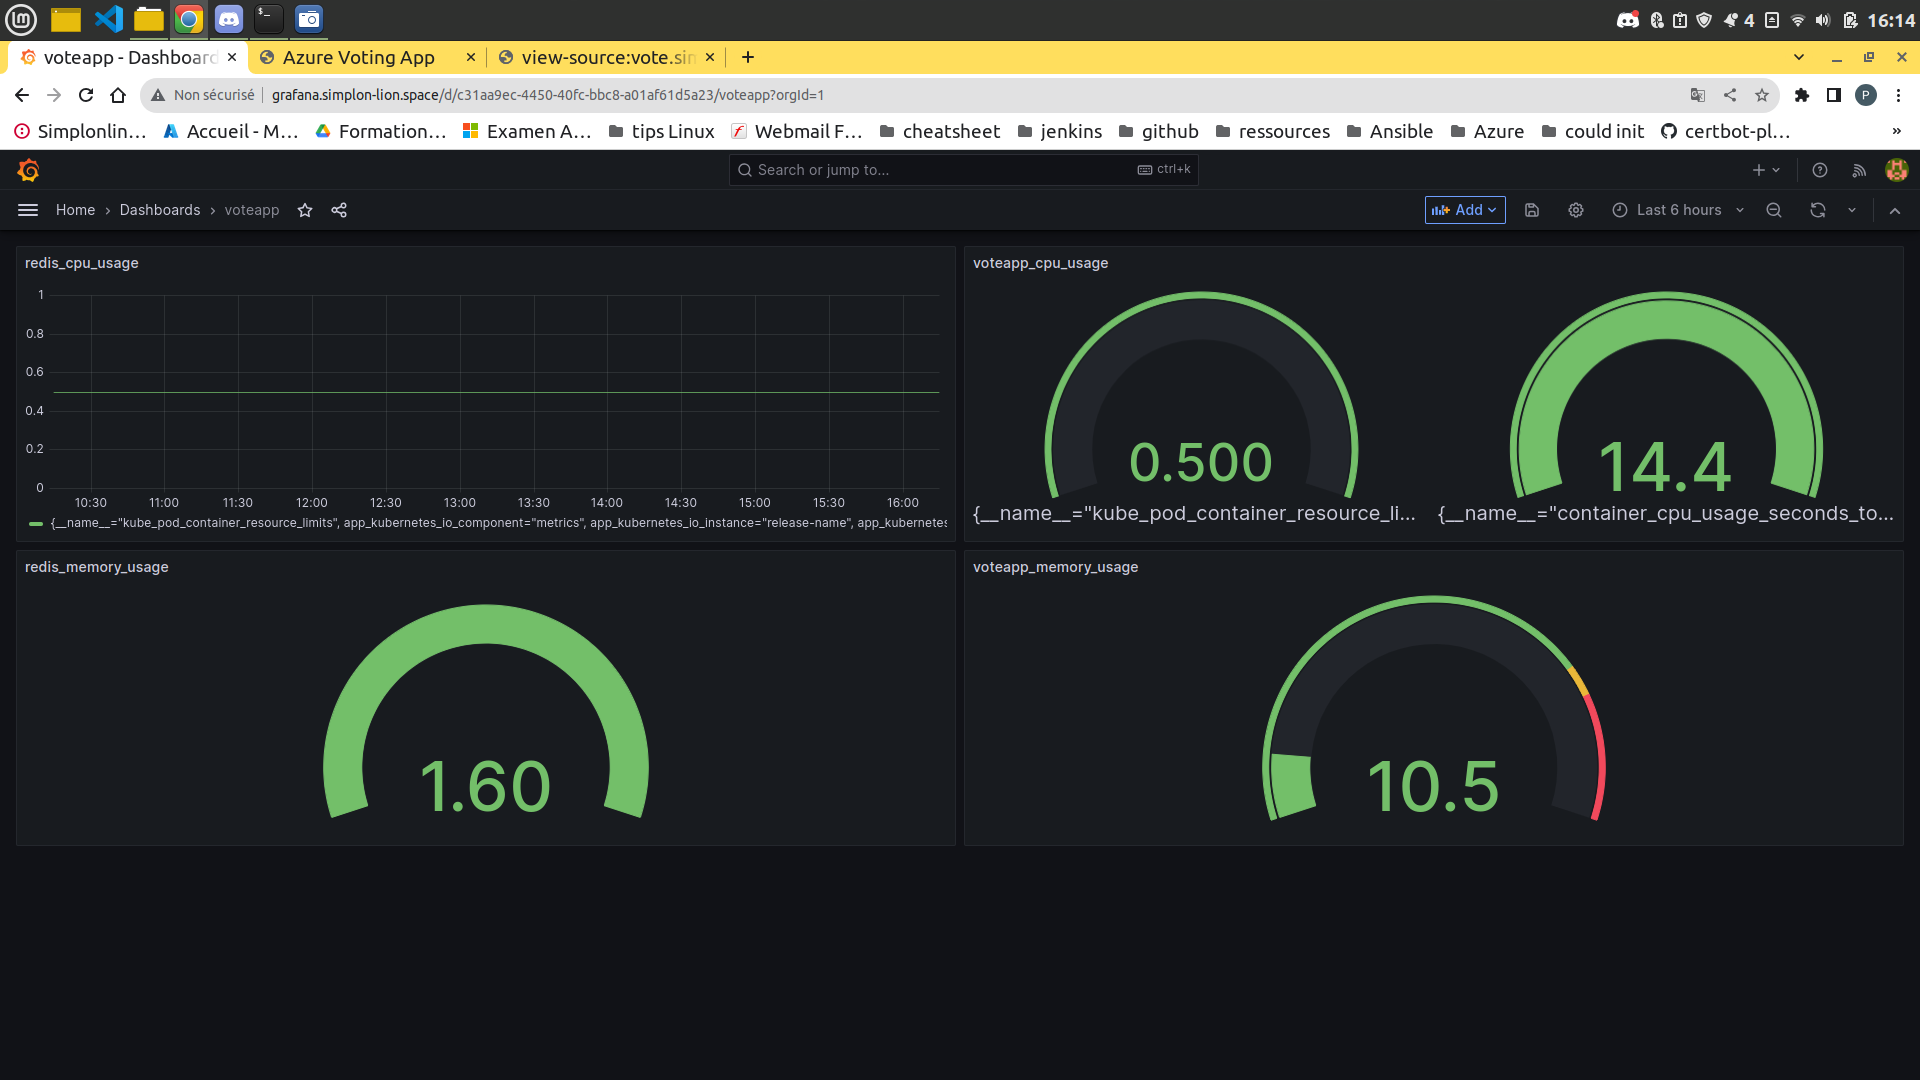 4 16:14
voteapp - Dashboard
Azure Voting App
view-source:vote.sin
Non sécurisé
grafana.simplon-lion.space/d/c31aa9ec-4450-40fc-bbc8-a01af61d5a23/voteapp?orgId=1
P
Simplonlin… Accueil - M… Formation… Examen A… tips Linux Webmail F… cheatsheet jenkins github ressources Ansible Azure could init certbot-pl… »
Search or jump to... ctrl+k
Home › Dashboards › voteapp
Add
Last 6 hours
redis_cpu_usage
1
0.8
0.6
0.4
0.2
0
10:30 11:00 11:30 12:00 12:30 13:00 13:30 14:00 14:30 15:00 15:30 16:00
{__name__="kube_pod_container_resource_limits", app_kubernetes_io_component="metrics", app_kubernetes_io_instance="release-name", app_kubernetes
voteapp_cpu_usage
0.500
14.4
{__name__="kube_pod_container_resource_li...
{__name__="container_cpu_usage_seconds_to...
redis_memory_usage
1.60
voteapp_memory_usage
10.5